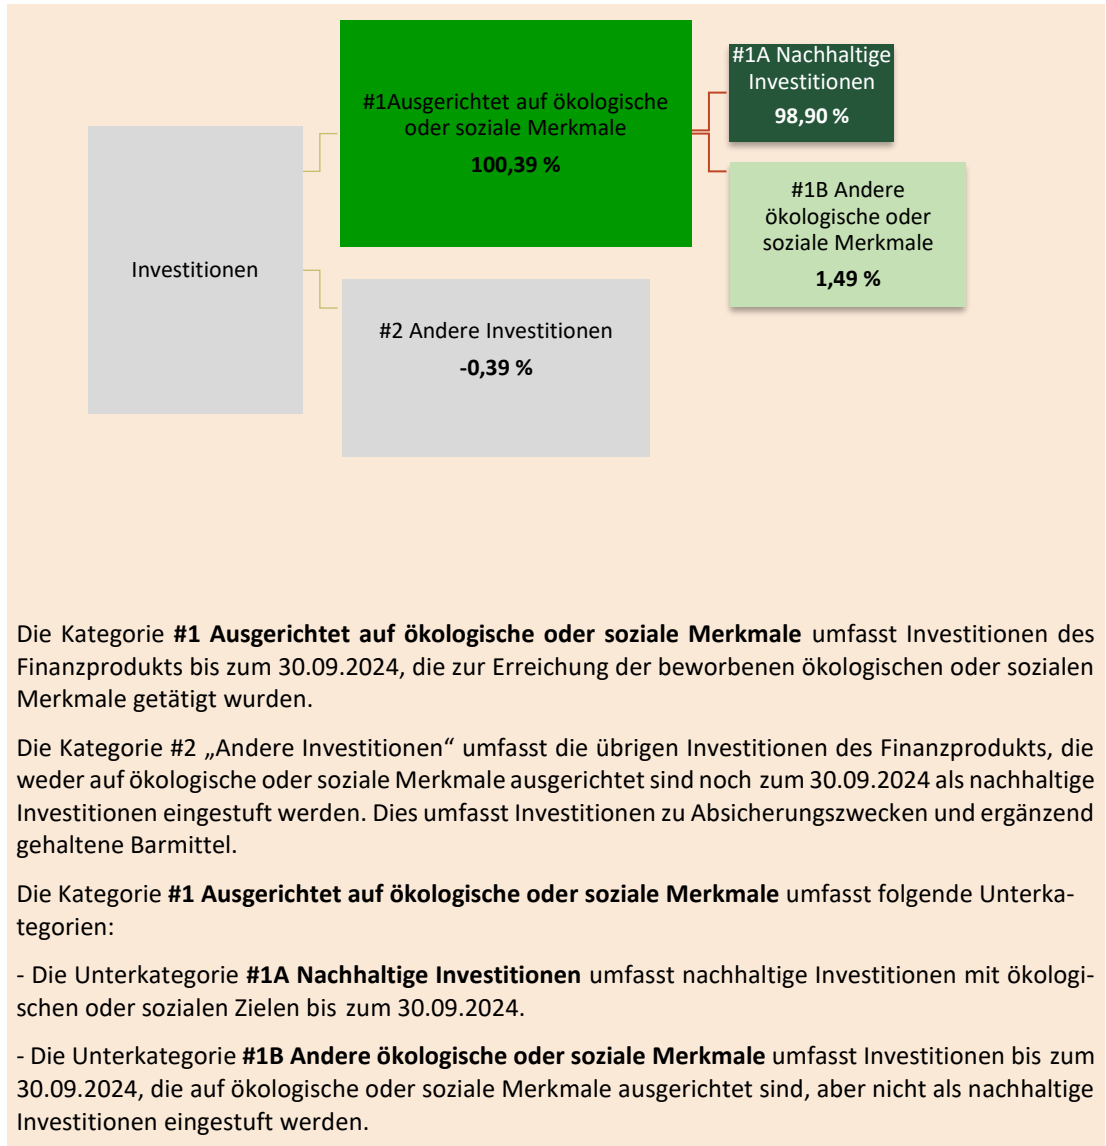 Investitionen
#1Ausgerichtet auf ökologische
oder soziale Merkmale
100,39 %
#2 Andere Investitionen
-0,39 %
#1A Nachhaltige
Investitionen
98,90 %
#1B Andere
ökologische oder
soziale Merkmale
1,49 %
Die Kategorie #1 Ausgerichtet auf ökologische oder soziale Merkmale umfasst Investitionen des
Finanzprodukts bis zum 30.09.2024, die zur Erreichung der beworbenen ökologischen oder sozialen
Merkmale getätigt wurden.
Die Kategorie #2 „Andere Investitionen“ umfasst die übrigen Investitionen des Finanzprodukts, die
weder auf ökologische oder soziale Merkmale ausgerichtet sind noch zum 30.09.2024 als nachhaltige
Investitionen eingestuft werden. Dies umfasst Investitionen zu Absicherungszwecken und ergänzend
gehaltene Barmittel.
Die Kategorie #1 Ausgerichtet auf ökologische oder soziale Merkmale umfasst folgende Unterka-
tegorien:
- Die Unterkategorie #1A Nachhaltige Investitionen umfasst nachhaltige Investitionen mit ökologi-
schen oder sozialen Zielen bis zum 30.09.2024.
- Die Unterkategorie #1B Andere ökologische oder soziale Merkmale umfasst Investitionen bis zum
30.09.2024, die auf ökologische oder soziale Merkmale ausgerichtet sind, aber nicht als nachhaltige
Investitionen eingestuft werden.